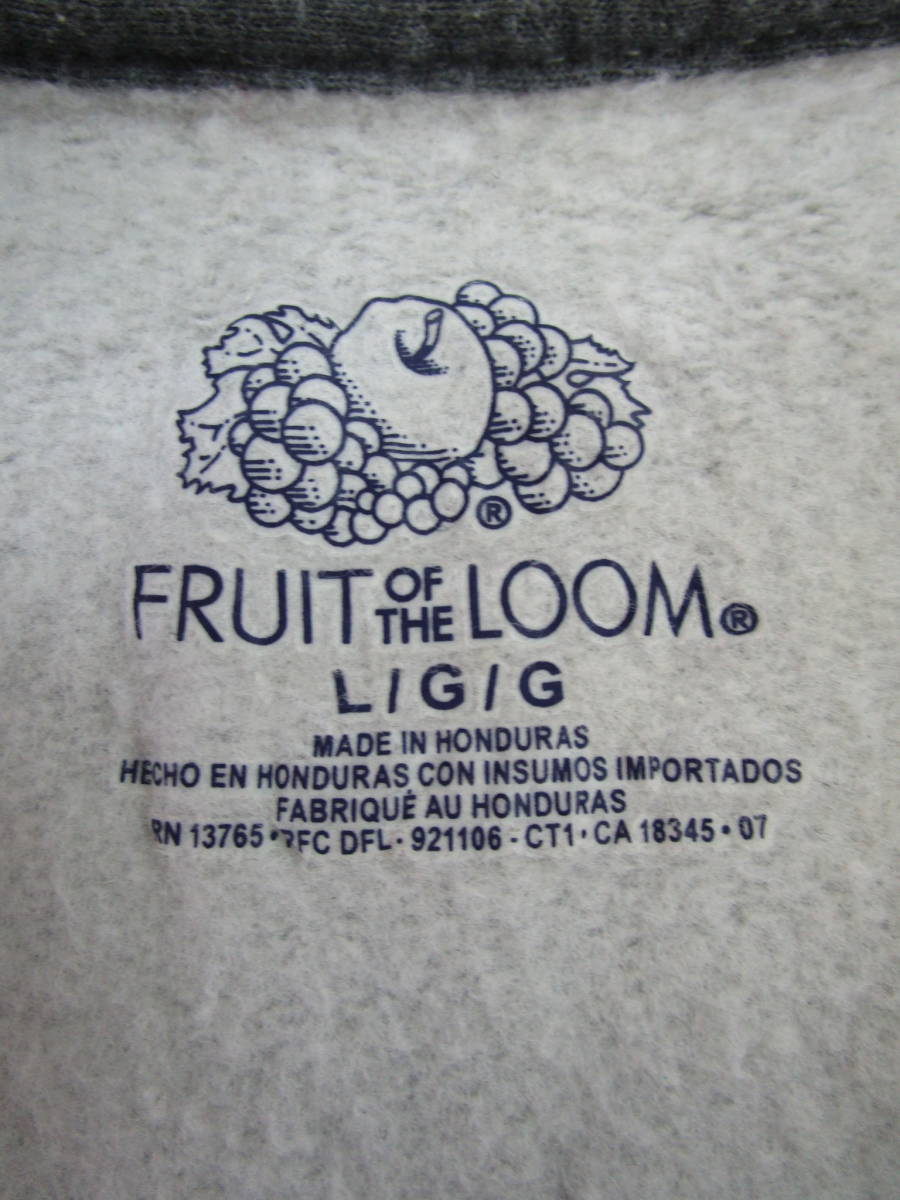 ®
FRUIT OF THE LOOM®
L/G/G
MADE IN HONDURAS
HECHO EN HONDURAS CON INSUMOS IMPORTADOS
FABRIQUÉ AU HONDURAS
RN 13765 • RFC DFL · 921106 - CT1 · CA 18345 • 07